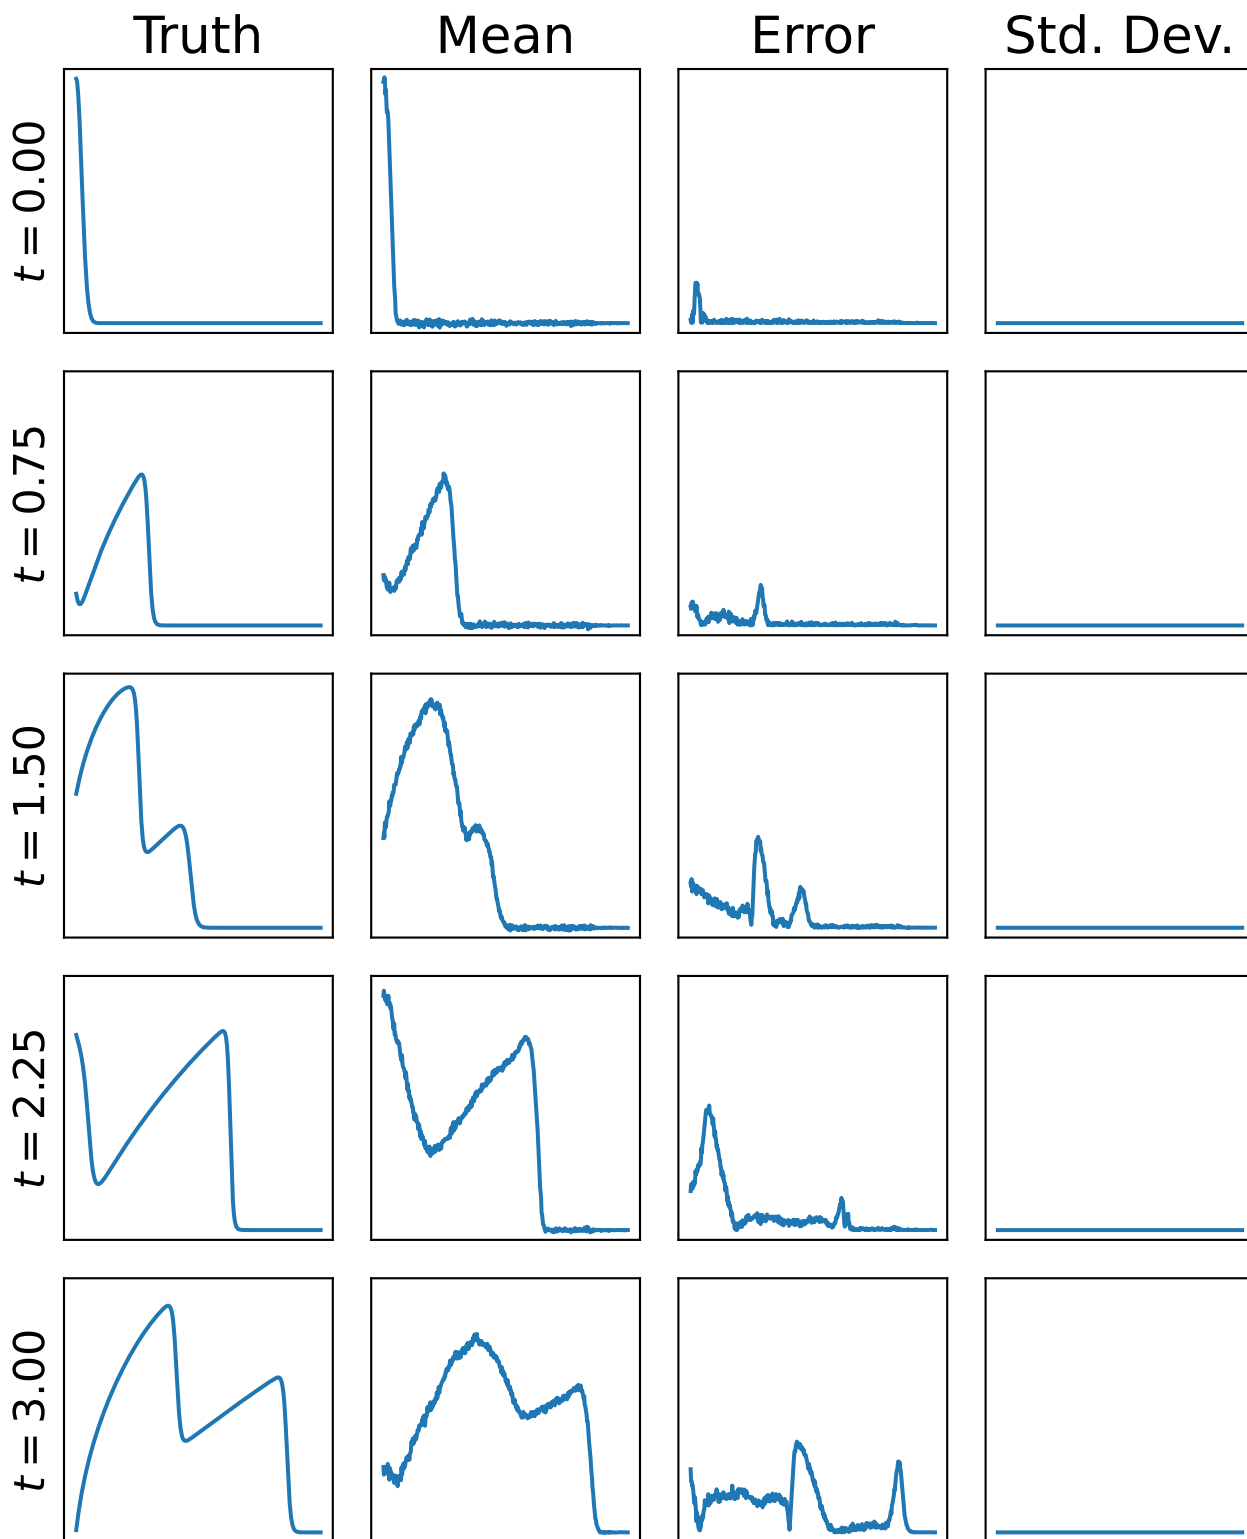 Truth Mean Error Std. Dev.
t = 0.00
t = 0.75
t = 1.50
t = 2.25
t = 3.00